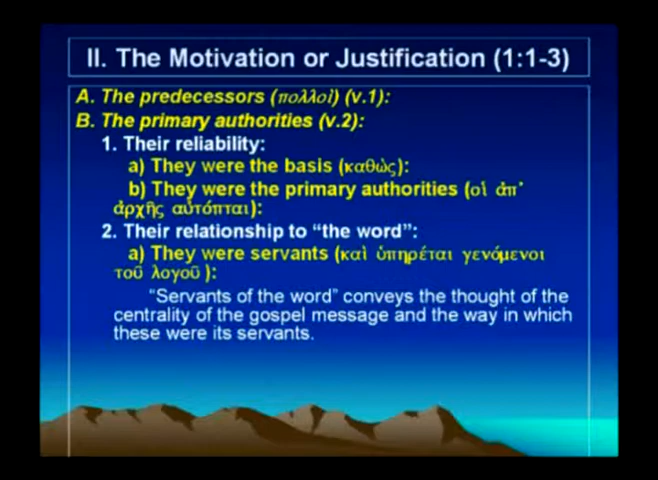 II. The Motivation or Justification (1:1-3)
A. The predecessors (πολλοὶ) (v.1):
B. The primary authorities (v.2):
1. Their reliability:
a) They were the basis (καθὼς):
b) They were the primary authorities (οἱ ἀπ᾽
ἀρχῆς αὐτόπται):
2. Their relationship to “the word”:
a) They were servants (καὶ ὑπηρέται γενόμενοι
τοῦ λογοῦ ):
“Servants of the word” conveys the thought of the
centrality of the gospel message and the way in which
these were its servants.